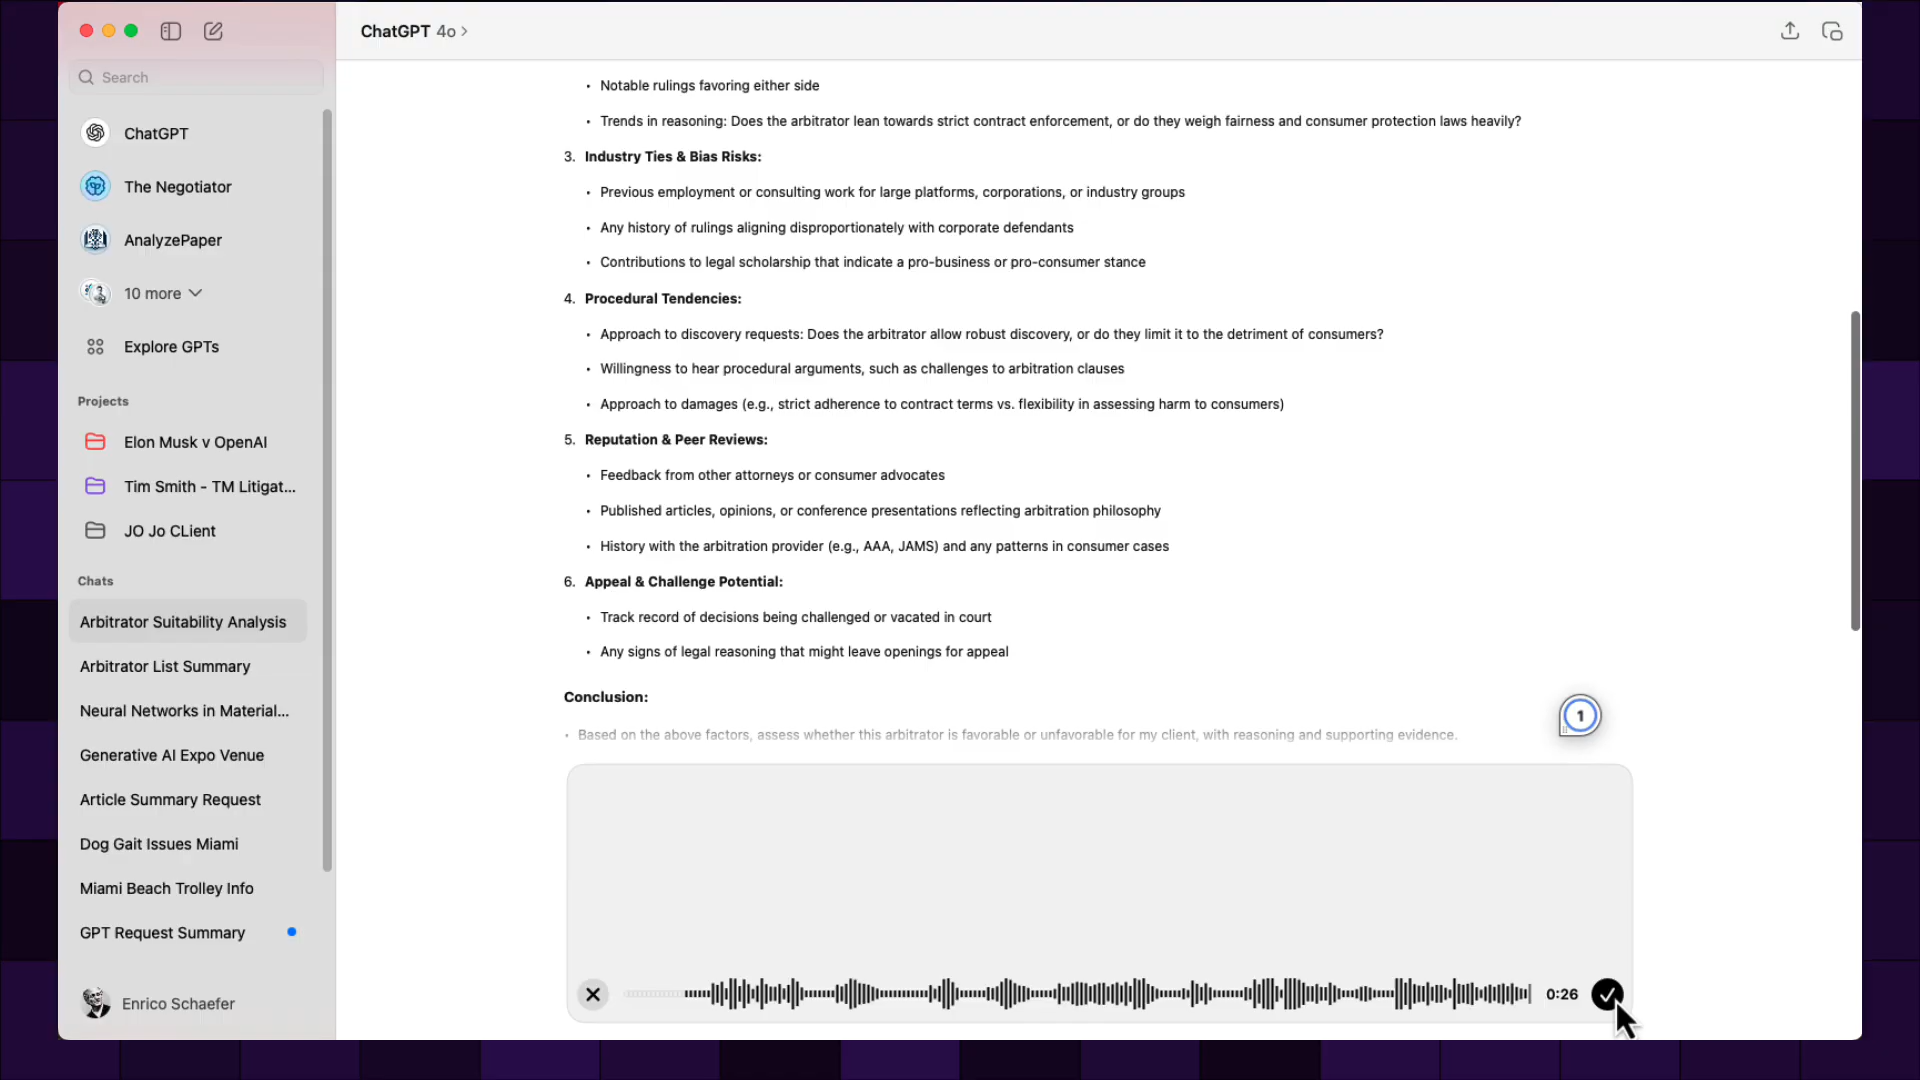 ChatGPT 4o >
Search
ChatGPT
The Negotiator
AnalyzePaper
10 more
Explore GPTs
Projects
Elon Musk v OpenAI
Tim Smith - TM Litigat...
JO Jo CLient
Chats
Arbitrator Suitability Analysis
Arbitrator List Summary
Neural Networks in Material...
Generative AI Expo Venue
Article Summary Request
Dog Gait Issues Miami
Miami Beach Trolley Info
GPT Request Summary
Enrico Schaefer
• Notable rulings favoring either side
• Trends in reasoning: Does the arbitrator lean towards strict contract enforcement, or do they weigh fairness and consumer protection laws heavily?
3. Industry Ties & Bias Risks:
• Previous employment or consulting work for large platforms, corporations, or industry groups
• Any history of rulings aligning disproportionately with corporate defendants
• Contributions to legal scholarship that indicate a pro-business or pro-consumer stance
4. Procedural Tendencies:
• Approach to discovery requests: Does the arbitrator allow robust discovery, or do they limit it to the detriment of consumers?
• Willingness to hear procedural arguments, such as challenges to arbitration clauses
• Approach to damages (e.g., strict adherence to contract terms vs. flexibility in assessing harm to consumers)
5. Reputation & Peer Reviews:
• Feedback from other attorneys or consumer advocates
• Published articles, opinions, or conference presentations reflecting arbitration philosophy
• History with the arbitration provider (e.g., AAA, JAMS) and any patterns in consumer cases
6. Appeal & Challenge Potential:
• Track record of decisions being challenged or vacated in court
• Any signs of legal reasoning that might leave openings for appeal
Conclusion:
• Based on the above factors, assess whether this arbitrator is favorable or unfavorable for my client, with reasoning and supporting evidence.
1
0:26